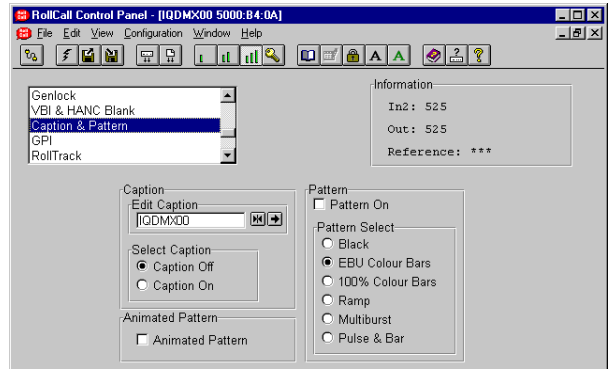 RollCall Control Panel - [IQDMX00 5000:B4:0A]
File Edit View Configuration Window Help
A A
Genlock
VBI & HANC Blank
Caption & Pattern
GPI
RollTrack
Information
In2: 525
Out: 525
Reference: ***
Caption
Edit Caption
IQDMX00
Select Caption
Caption Off
Caption On
Animated Pattern
Animated Pattern
Pattern
Pattern On
Pattern Select
Black
EBU Colour Bars
100% Colour Bars
Ramp
Multiburst
Pulse & Bar